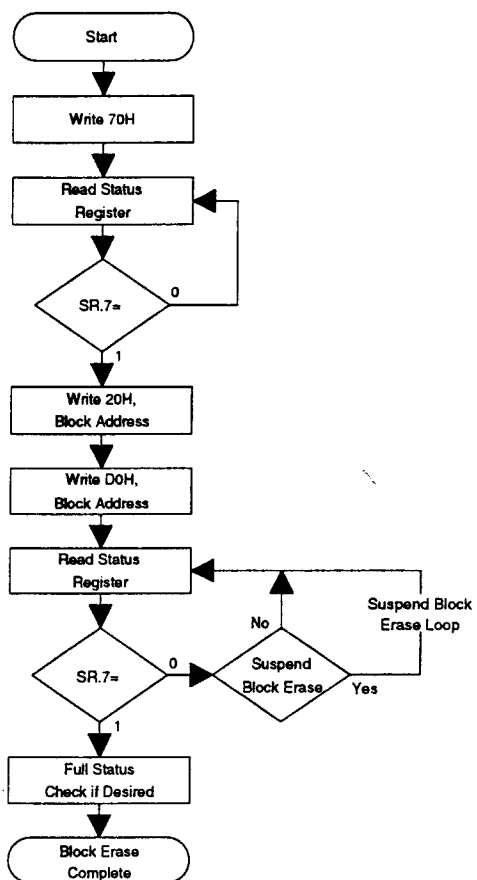 Start
Write 70H
Read Status
Register
SR.7=
0
1
Write 20H,
Block Address
Write D0H,
Block Address
Read Status
Register
Suspend Block
Erase Loop
No
SR.7=
0
Suspend
Block Erase
Yes
1
Full Status
Check if Desired
Block Erase
Complete